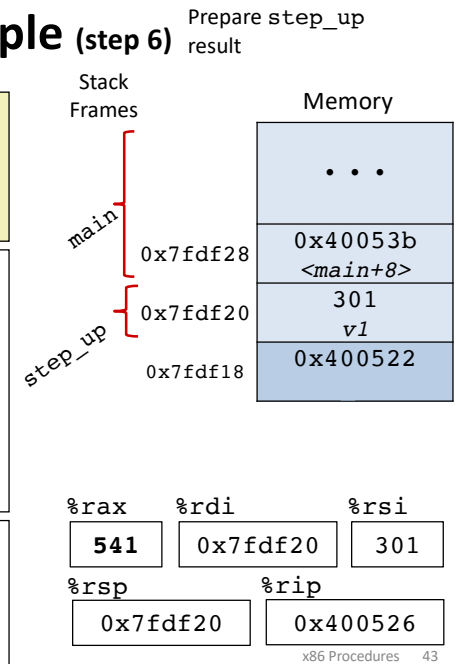 ple (step 6)
Prepare step_up
result
Stack
Frames
Memory
• • •
main
0x7fdf28
0x40053b
<main+8>
step_up
0x7fdf20
301
v1
0x7fdf18
0x400522
%rax %rdi %rsi
541 0x7fdf20 301
%rsp %rip
0x7fdf20 0x400526
x86 Procedures 43